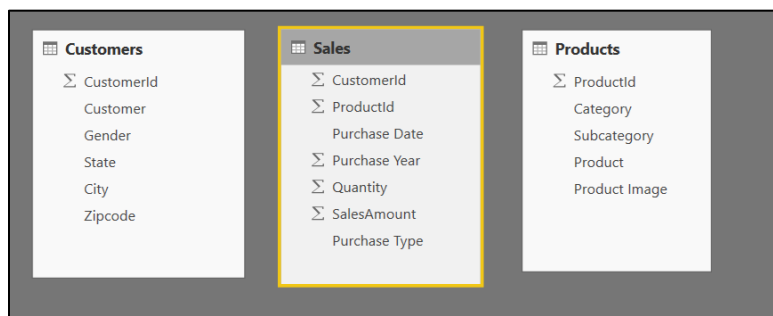 Customers
Σ CustomerId
Customer
Gender
State
City
Zipcode
Sales
Σ CustomerId
Σ ProductId
Purchase Date
Σ Purchase Year
Σ Quantity
Σ SalesAmount
Purchase Type
Products
Σ ProductId
Category
Subcategory
Product
Product Image